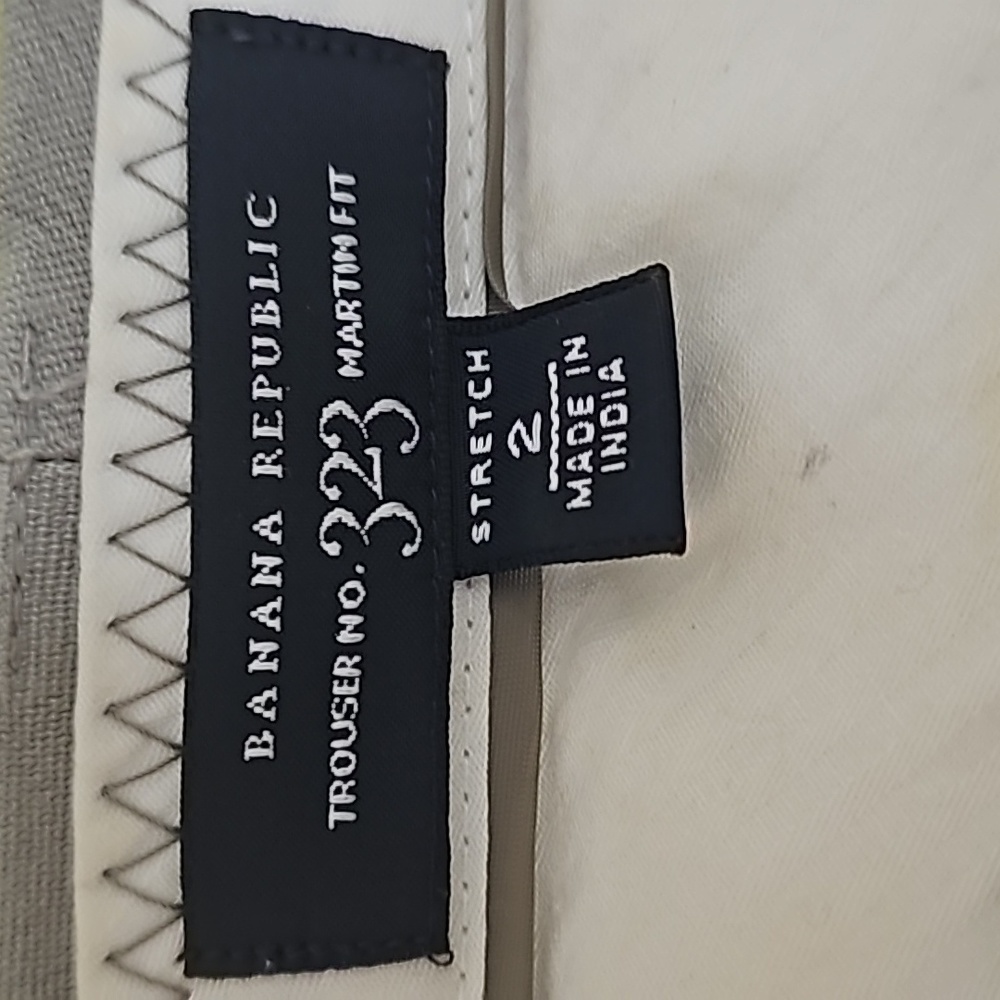 BANANA REPUBLIC
TROUSER NO. 323 MARTIN FIT
STRETCH
2
MADE IN
INDIA